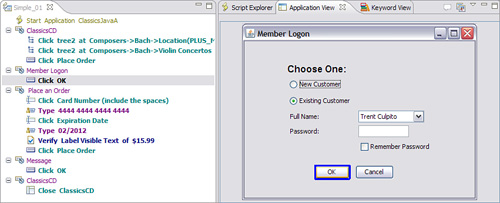 Simple_01
Start Application ClassicsJavaA
ClassicsCD
Click tree2 at Composers->Bach->Location(PLUS_M
Click tree2 at Composers->Bach->Violin Concertos
Click Place Order
Member Logon
Click OK
Place an Order
Click Card Number (include the spaces)
Type 4444 4444 4444 4444
Click Expiration Date
Type 02/2012
Verify LabelVisible Text of $15.99
Click Place Order
Message
Click OK
ClassicsCD
Close ClassicsCD
Script Explorer
Application View
Keyword View
Member Logon
Choose One:
New Customer
Existing Customer
Full Name:
Trent Culpito
Password:
Remember Password
OK
Cancel